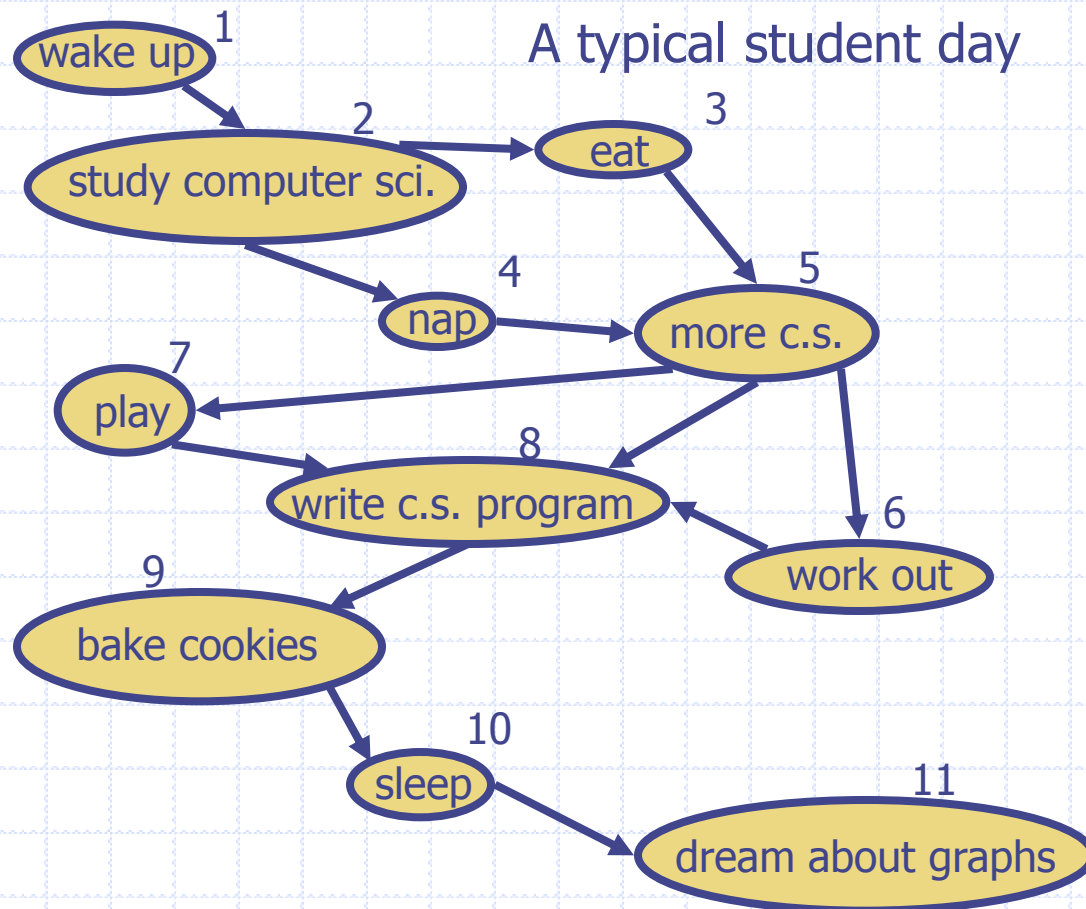 A typical student day
1
wake up
2
study computer sci.
3
eat
4
nap
5
more c.s.
7
play
8
write c.s. program
6
work out
9
bake cookies
10
sleep
11
dream about graphs